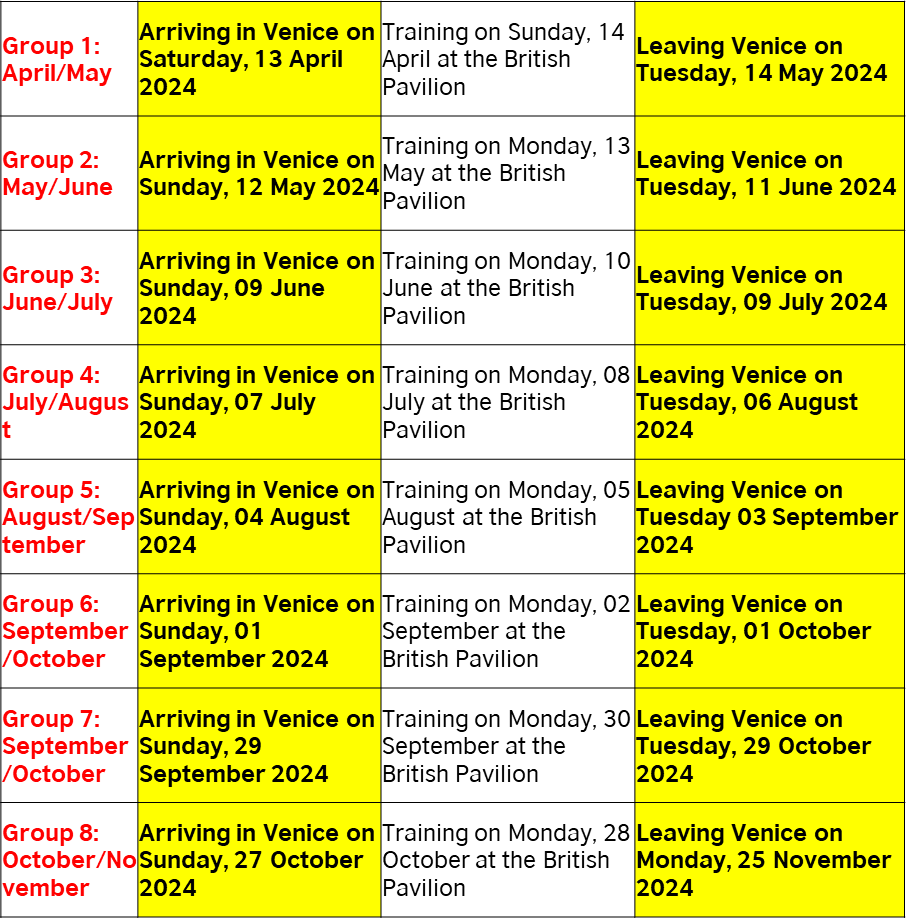 Group 1:
April/May
Arriving in Venice on
Saturday, 13 April
2024
Training on Sunday, 14
April at the British
Pavilion
Leaving Venice on
Tuesday, 14 May 2024
Group 2:
May/June
Arriving in Venice on
Sunday, 12 May 2024
Training on Monday, 13
May at the British
Pavilion
Leaving Venice on
Tuesday, 11 June 2024
Group 3:
June/July
Arriving in Venice on
Sunday, 09 June
2024
Training on Monday, 10
June at the British
Pavilion
Leaving Venice on
Tuesday, 09 July 2024
Group 4:
July/Augus
t
Arriving in Venice on
Sunday, 07 July
2024
Training on Monday, 08
July at the British
Pavilion
Leaving Venice on
Tuesday, 06 August
2024
Group 5:
August/Sep
tember
Arriving in Venice on
Sunday, 04 August
2024
Training on Monday, 05
August at the British
Pavilion
Leaving Venice on
Tuesday 03 September
2024
Group 6:
September
/October
Arriving in Venice on
Sunday, 01
September 2024
Training on Monday, 02
September at the
British Pavilion
Leaving Venice on
Tuesday, 01 October
2024
Group 7:
September
/October
Arriving in Venice on
Sunday, 29
September 2024
Training on Monday, 30
September at the
British Pavilion
Leaving Venice on
Tuesday, 29 October
2024
Group 8:
October/No
vember
Arriving in Venice on
Sunday, 27 October
2024
Training on Monday, 28
October at the British
Pavilion
Leaving Venice on
Monday, 25 November
2024